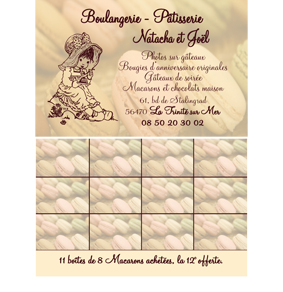 Boulangerie - Pâtisserie
Natacha et Joël
Photos sur gâteaux
Bougies d'anniversaire originales
Gâteaux de soirée
Macarons et chocolats maison
61, bd de Stalingrad
56470 La Trinité sur Mer
08 50 20 30 02
11 boîtes de 8 Macarons achetées, la 12e offerte.